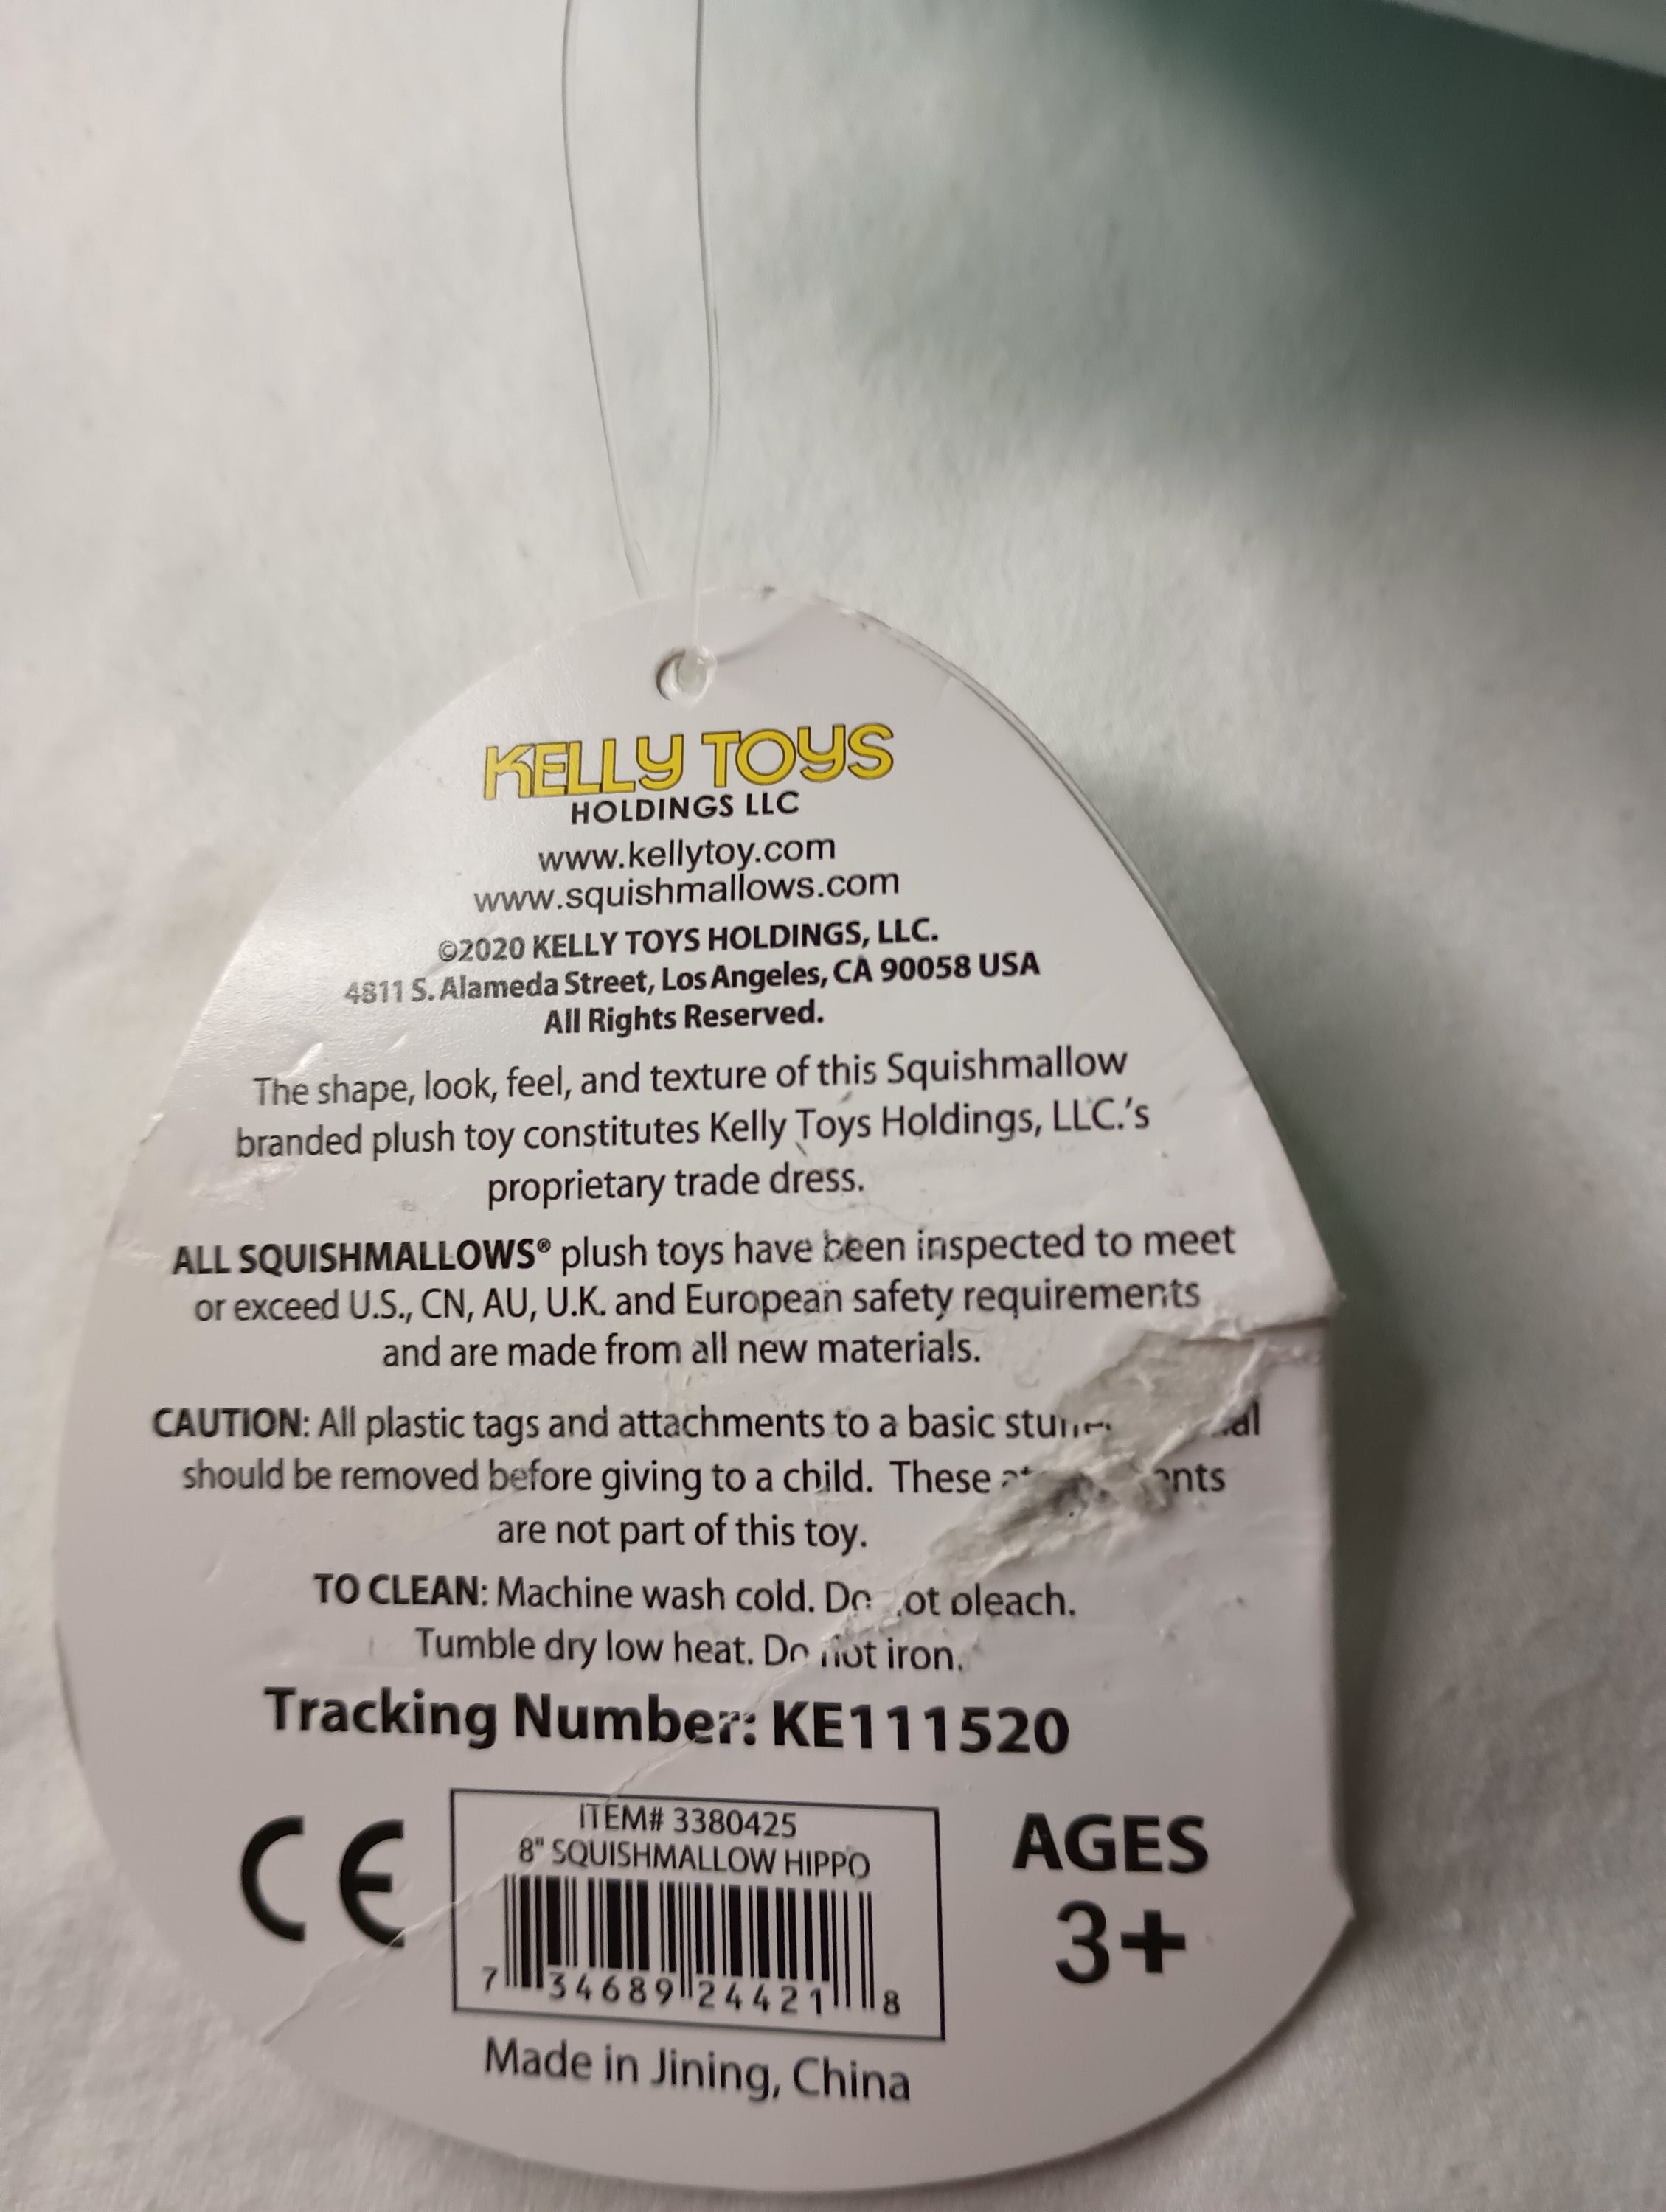 KELLY TOYS
HOLDINGS LLC
www.kellytoy.com
www.squishmallows.com
©2020 KELLY TOYS HOLDINGS, LLC.
4811 S. Alameda Street, Los Angeles, CA 90058 USA
All Rights Reserved.
The shape, look, feel, and texture of this Squishmallow
branded plush toy constitutes Kelly Toys Holdings, LLC.'s
proprietary trade dress.
ALL SQUISHMALLOWS® plush toys have been inspected to meet
or exceed U.S., CN, AU, U.K. and European safety requirements
and are made from all new materials.
CAUTION: All plastic tags and attachments to a basic
should be removed before giving to a child. These
are not part of this toy.
TO CLEAN: Machine wash cold. Do not bleach.
Tumble dry low heat. Do not iron.
Tracking Number: KE111520
CE
ITEM# 3380425
8" SQUISHMALLOW HIPPO
7 34689 24421 8
AGES
3+
Made in Jining, China